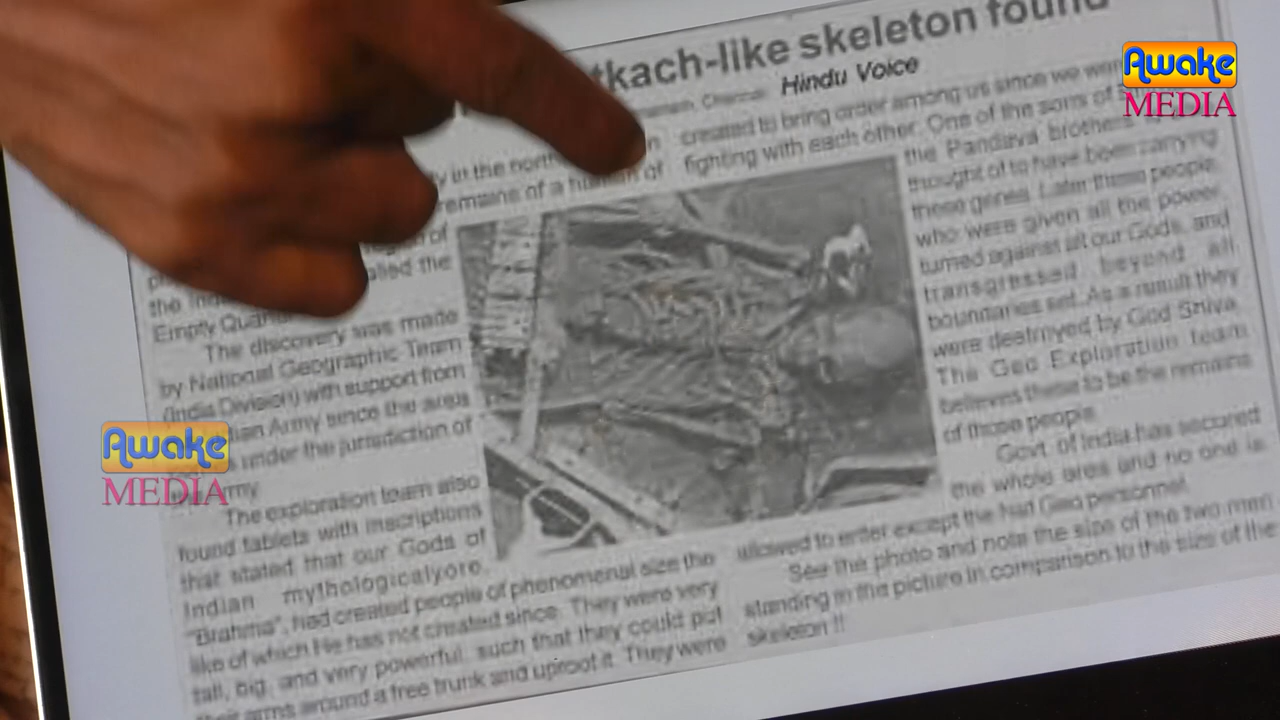 tkach-like skeleton found
Hindu Voice
Awake
MEDIA
y in the north
remains of a human of
region of
called the
Empty Quarter
The discovery was made
by National Geographic Team
(India Division) with support from
ian Army since the area
under the jurisdiction of
The exploration team also
found tablets with inscriptions
that stated that our Gods of
Indian mythologicalyore,
"Brahma", had created people of phenomenal size the
like of which He has not created since. They were very
tall, big and very powerful, such that they could put
their arms around a tree trunk and uproot it. They were
created to bring order among us since we were
fighting with each other. One of the sons of
the Pandava brothers
thought of to have been carrying
these genes. Later these people,
who were given all the power
turned against all our Gods, and
transgressed beyond all
boundaries set. As a result they
were destroyed by God Shiva.
The Geo Exploration team
believes these to be the remains
of those people.
Govt. of India has secured
the whole area and no one is
allowed to enter except the Nat Geo personnel.
See the photo and note the size of the two men
standing in the picture in comparison to the size of the
skeleton !!
Awake
MEDIA